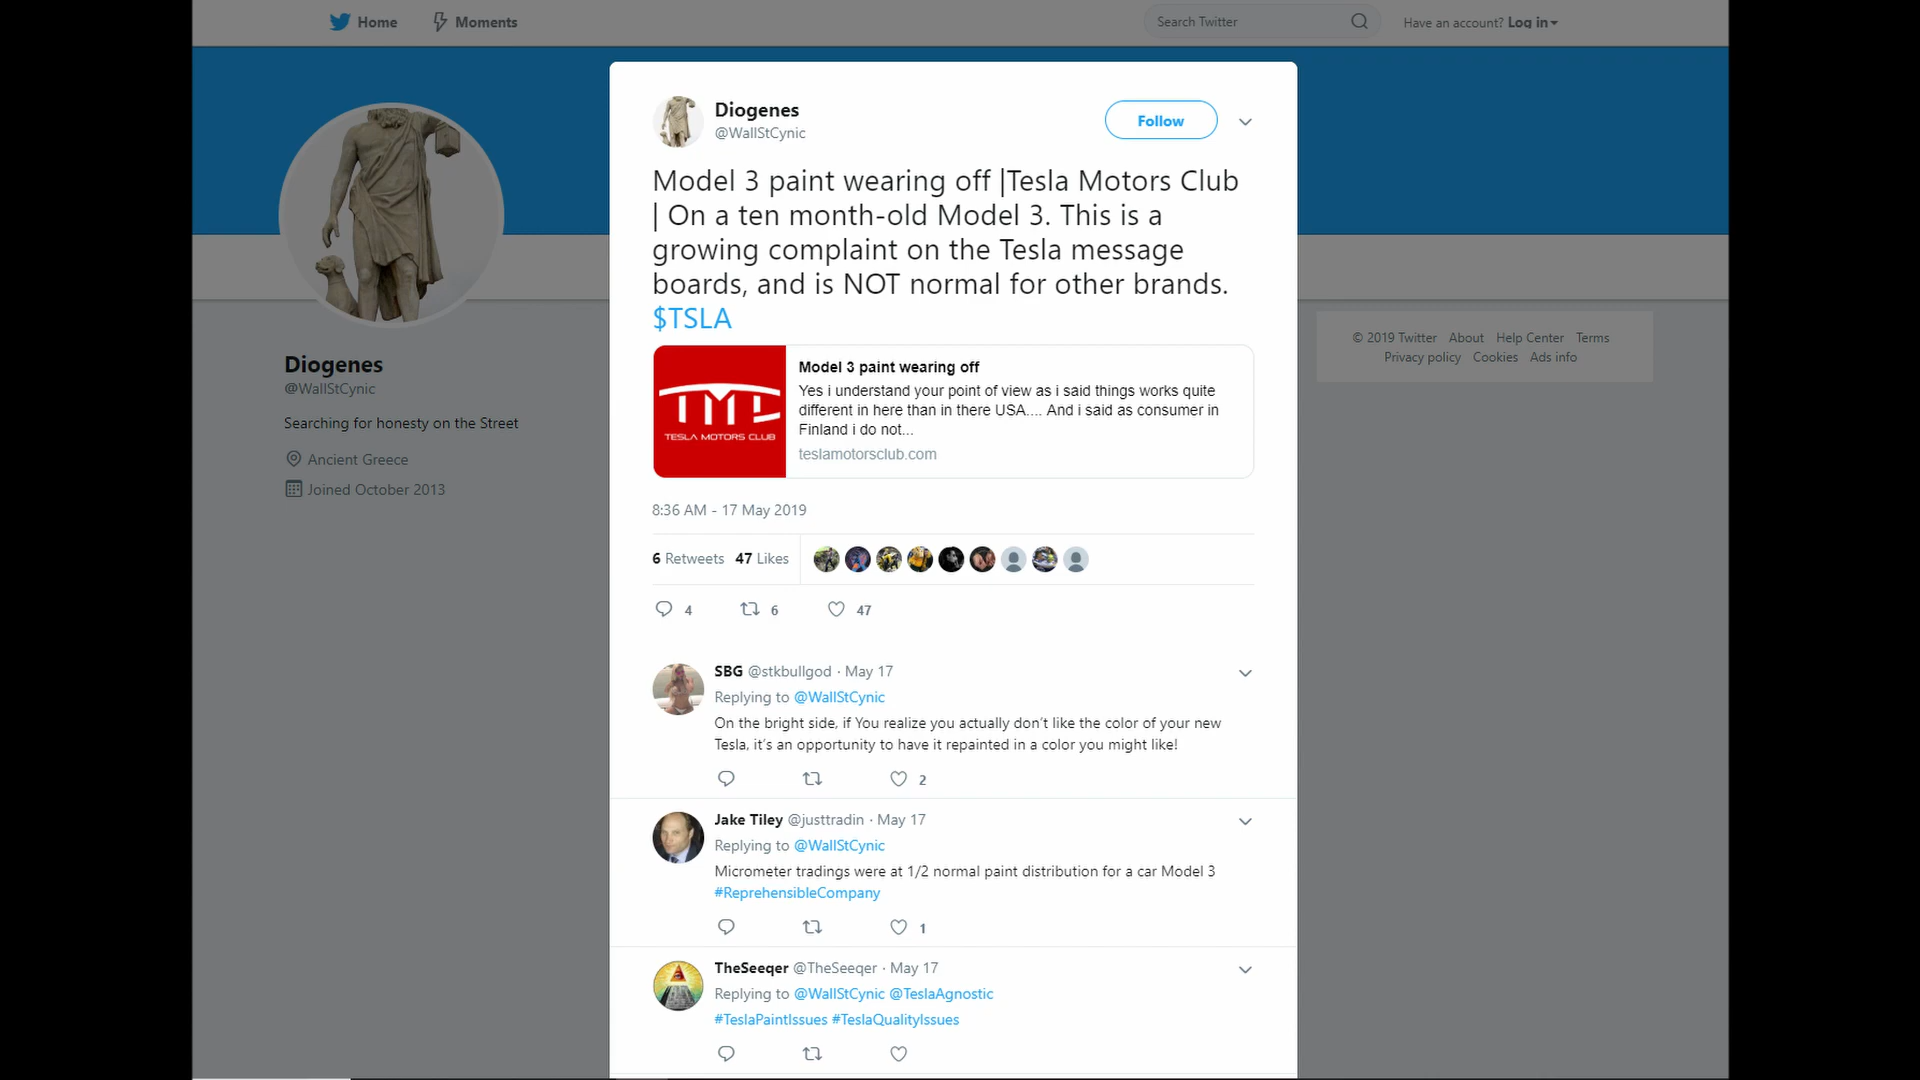 Home
Moments
Search Twitter
Have an account? Log in
Diogenes
@WallStCynic
Follow
Model 3 paint wearing off |Tesla Motors Club
| On a ten month-old Model 3. This is a
growing complaint on the Tesla message
boards, and is NOT normal for other brands.
$TSLA
TMC
TESLA MOTORS CLUB
Model 3 paint wearing off
Yes i understand your point of view as i said things works quite
different in here than in there USA.... And i said as consumer in
Finland i do not...
teslamotorsclub.com
8:36 AM - 17 May 2019
6 Retweets 47 Likes
4 6 47
SBG @stkbullgod · May 17
Replying to @WallStCynic
On the bright side, if You realize you actually don’t like the color of your new
Tesla, it’s an opportunity to have it repainted in a color you might like!
2
Jake Tiley @justtradin · May 17
Replying to @WallStCynic
Micrometer tradings were at 1/2 normal paint distribution for a car Model 3
#ReprehensibleCompany
1
TheSeeqer @TheSeeqer · May 17
Replying to @WallStCynic @TeslaAgnostic
#TeslaPaintIssues #TeslaQualityIssues
Diogenes
@WallStCynic
Searching for honesty on the Street
Ancient Greece
Joined October 2013
© 2019 Twitter About Help Center Terms
Privacy policy Cookies Ads info